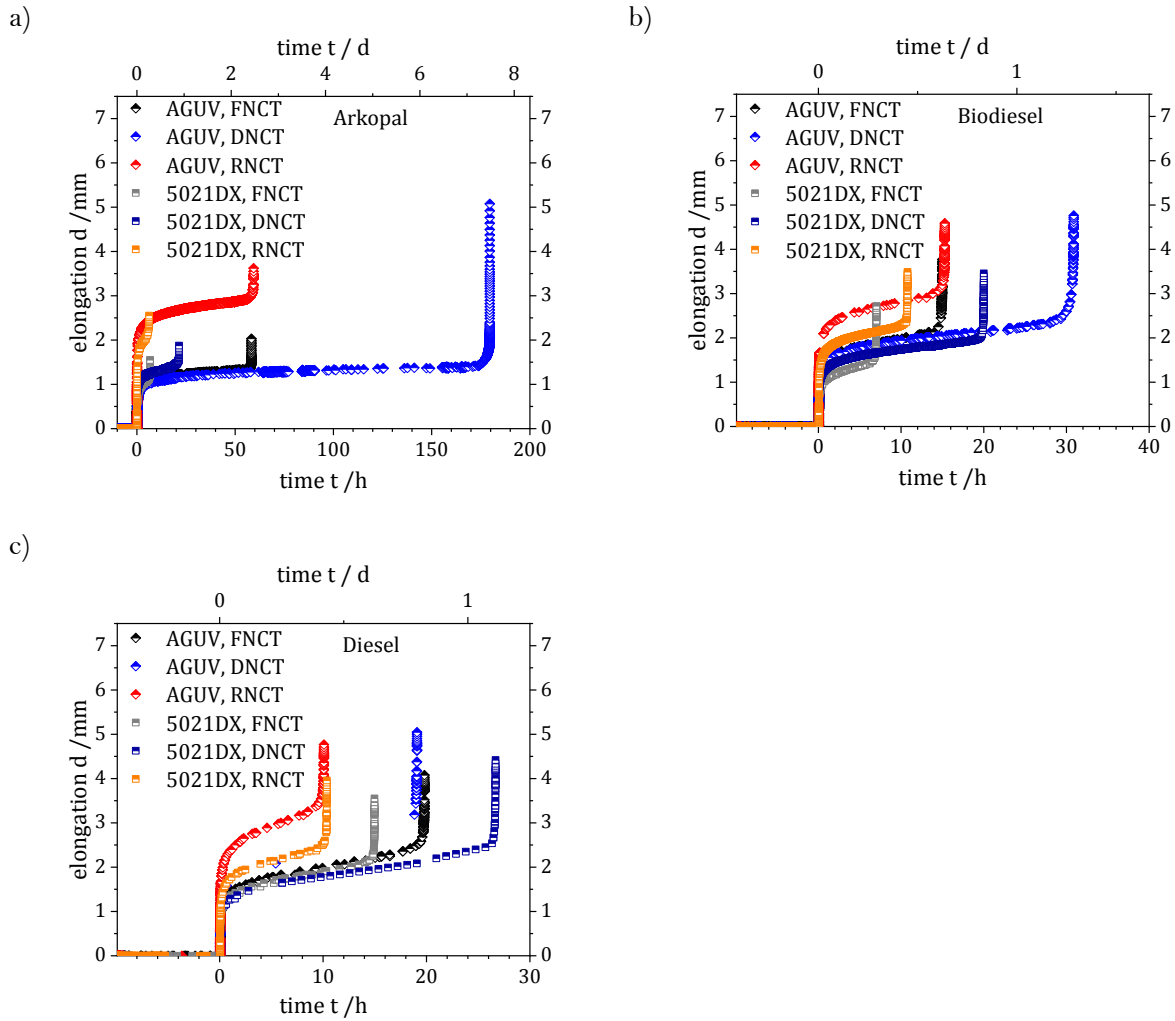 a)
time t / d
0 2 4 6 8
Arkopal
AGUV, FNCT
AGUV, DNCT
AGUV, RNCT
5021DX, FNCT
5021DX, DNCT
5021DX, RNCT
elongation d /mm
7 7
6 6
5 5
4 4
3 3
2 2
1 1
0 0
0 50 100 150 200
time t /h
b)
time t / d
0 1
Biodiesel
AGUV, FNCT
AGUV, DNCT
AGUV, RNCT
5021DX, FNCT
5021DX, DNCT
5021DX, RNCT
elongation d /mm
7 7
6 6
5 5
4 4
3 3
2 2
1 1
0 0
0 10 20 30 40
time t /h
c)
time t / d
0 1
Diesel
AGUV, FNCT
AGUV, DNCT
AGUV, RNCT
5021DX, FNCT
5021DX, DNCT
5021DX, RNCT
elongation d /mm
7 7
6 6
5 5
4 4
3 3
2 2
1 1
0 0
0 10 20 30
time t /h